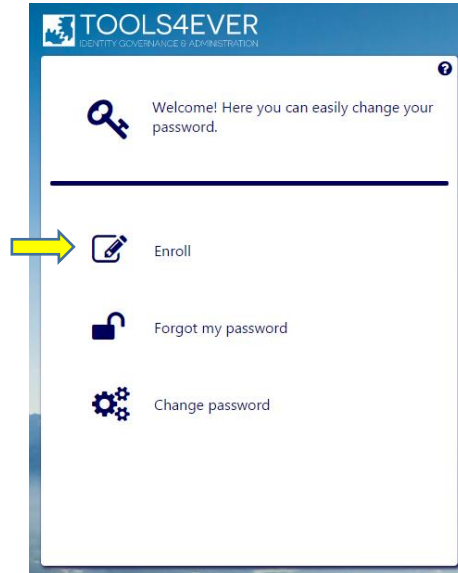 TOOLS4EVER
IDENTITY GOVERNANCE & ADMINISTRATION
?
Welcome! Here you can easily change your
password.
Enroll
Forgot my password
Change password